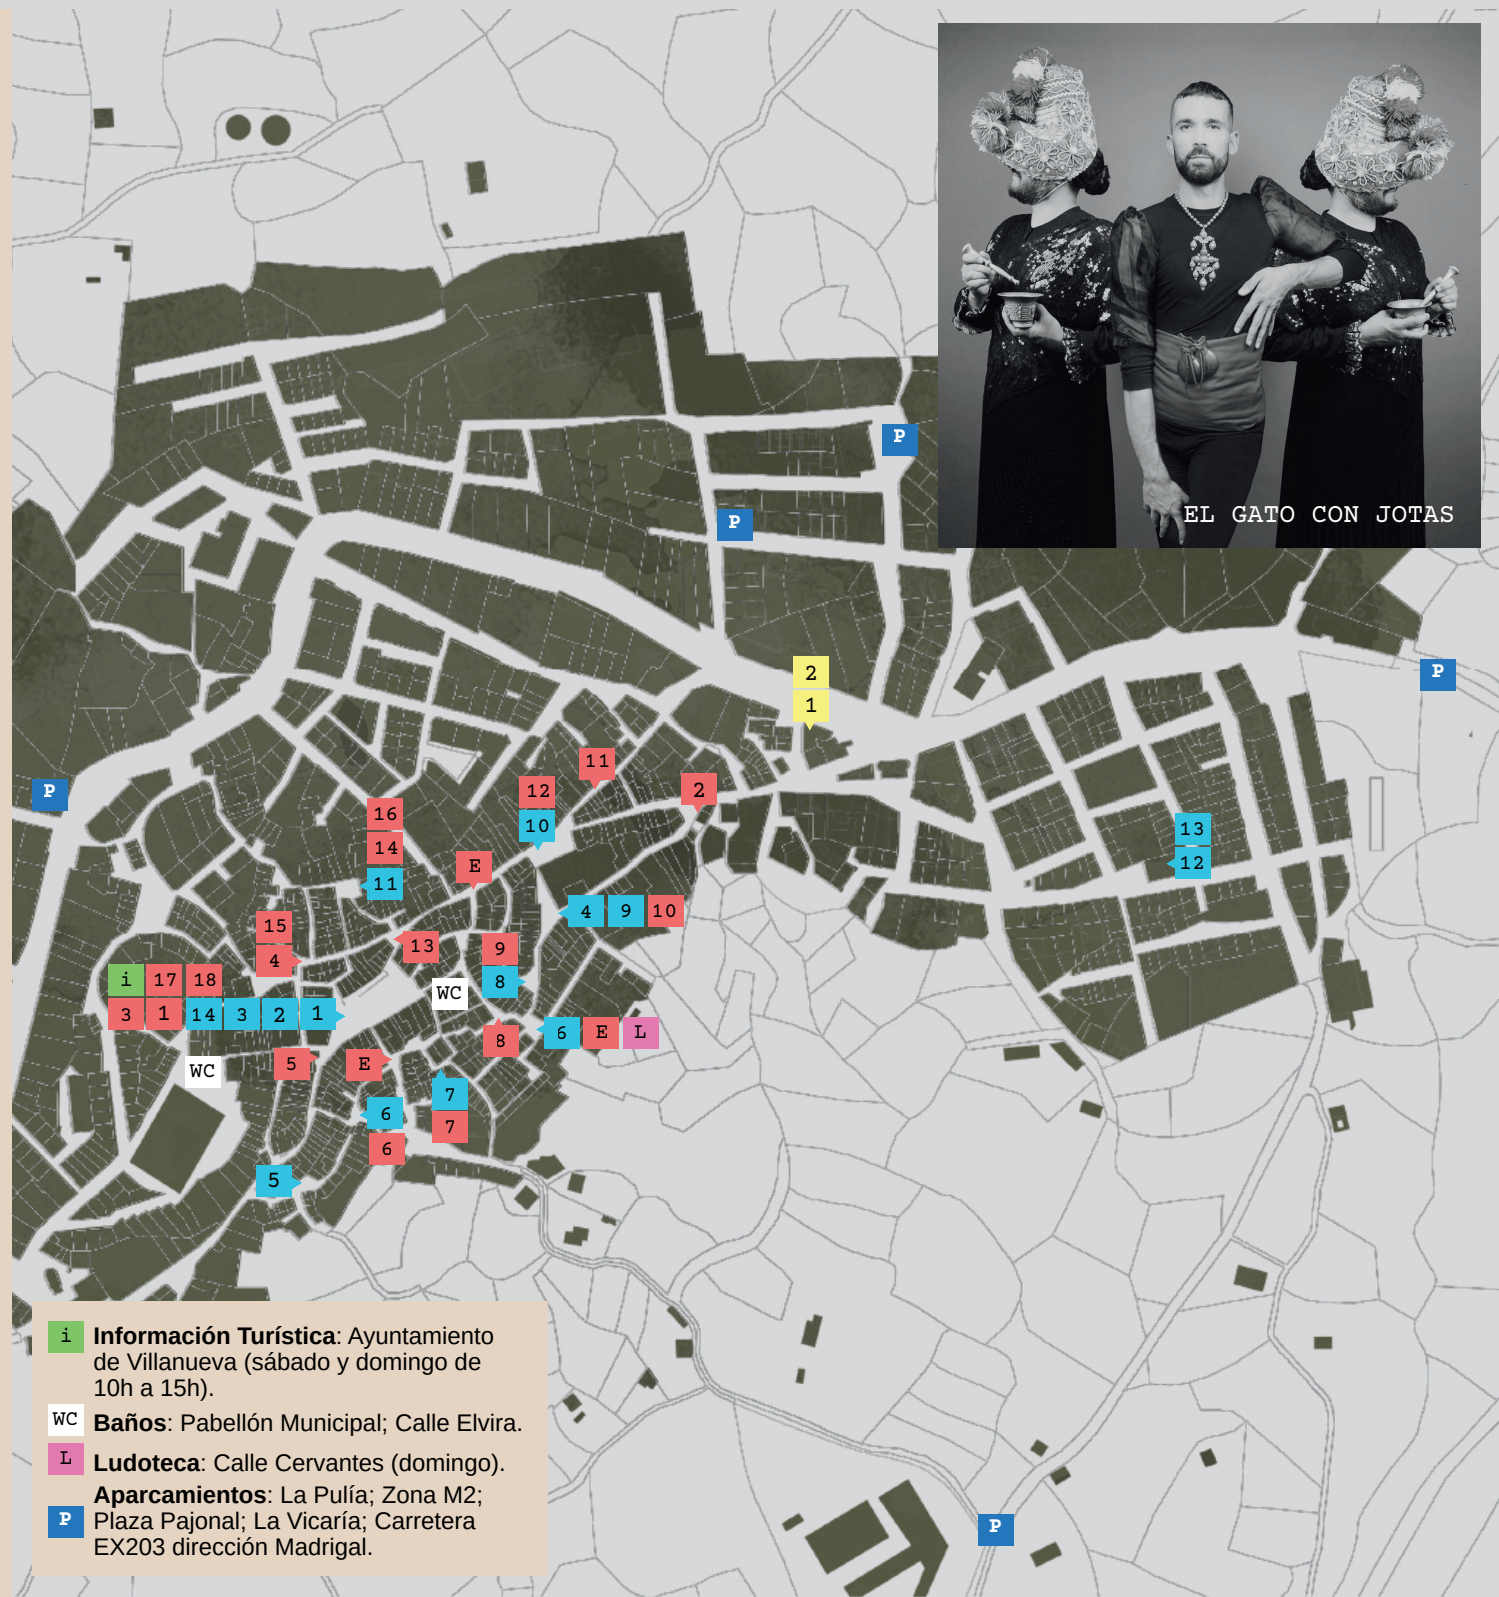 EL GATO CON JOTAS
P
P
2
1
P
11
2
12
10
P
16
14
11
13
12
E
4 9 10
15
4
13
9
8
i 17 18
3 1 14 3 2 1
WC
WC
8
6 E L
5
E
7
7
6
6
5
i Información Turística: Ayuntamiento
de Villanueva (sábado y domingo de
10h a 15h).
WC Baños: Pabellón Municipal; Calle Elvira.
L Ludoteca: Calle Cervantes (domingo).
Aparcamientos: La Pulía; Zona M2;
P Plaza Pajonal; La Vicaría; Carretera
EX203 dirección Madrigal.
P